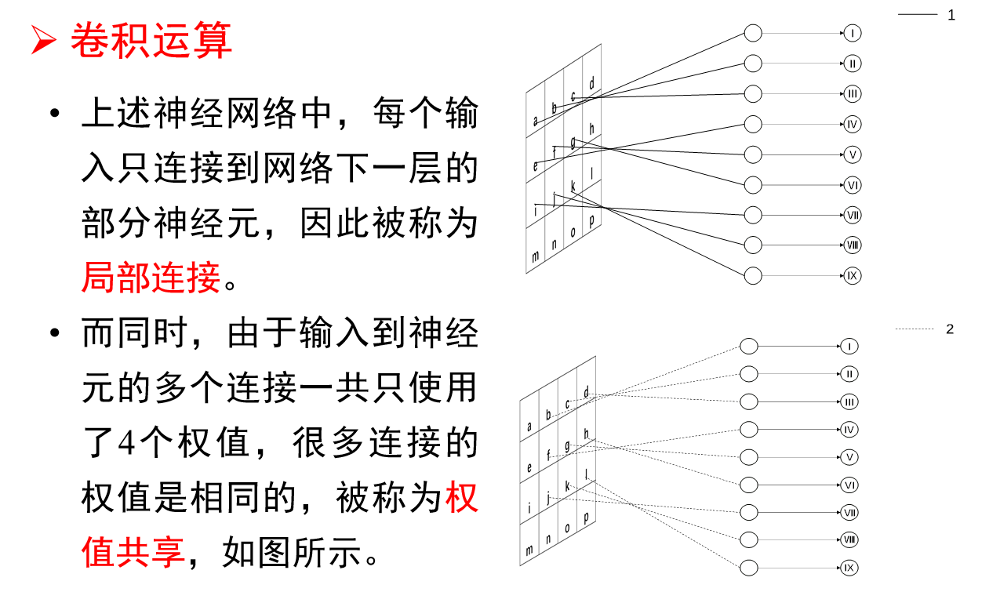 卷积运算
上述神经网络中，每个输
入只连接到网络下一层的
部分神经元，因此被称为
局部连接。
而同时，由于输入到神经
元的多个连接一共只使用
了4个权值，很多连接的
权值是相同的，被称为权
值共享，如图所示。
1
a b c d
e f g h
i j k l
m n o p
I
II
III
IV
V
VI
VII
VIII
IX
2
a b c d
e f g h
i j k l
m n o p
I
II
III
IV
V
VI
VII
VIII
IX